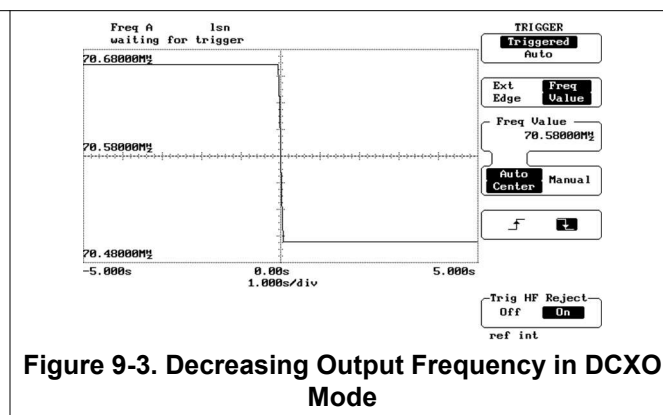 Freq A 1sn
waiting for trigger
70.68000MHz
70.58000MHz
70.48000MHz
-5.000s 0.00s 5.000s
1.000s/div
TRIGGER
Triggered
Auto
Ext Freq
Edge Value
Freq Value
70.58000MHz
Auto
Center Manual
Trig HF Reject
Off On
ref int
Figure 9-3. Decreasing Output Frequency in DCXO
Mode